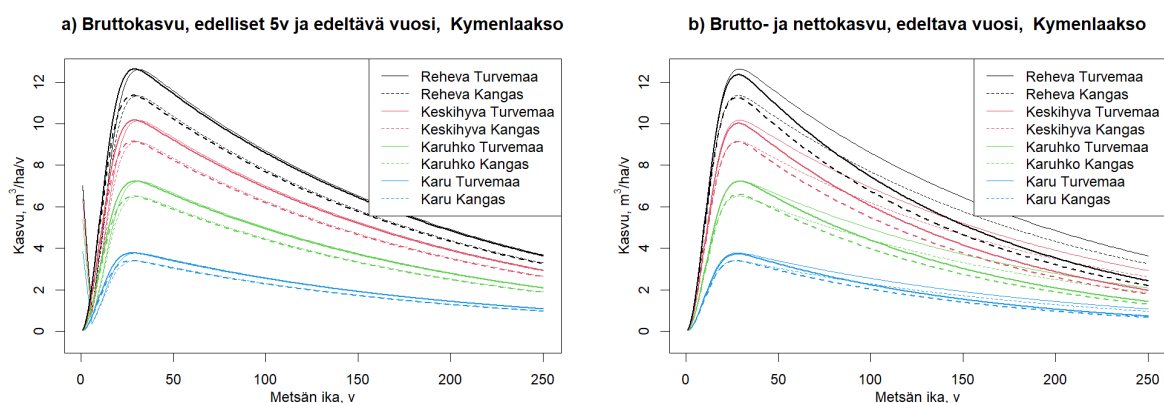 a) Bruttokasvu, edelliset 5v ja edeltävä vuosi, Kymenlaakso
Kasvu, m³/ha/v
12
10
8
6
4
2
0
Reheva Turvemaa
Reheva Kangas
Keskihyva Turvemaa
Keskihyva Kangas
Karuhko Turvemaa
Karuhko Kangas
Karu Turvemaa
Karu Kangas
0 50 100 150 200 250
Metsän ika, v
b) Brutto- ja nettokasvu, edeltava vuosi, Kymenlaakso
Kasvu, m³/ha/v
12
10
8
6
4
2
0
Reheva Turvemaa
Reheva Kangas
Keskihyva Turvemaa
Keskihyva Kangas
Karuhko Turvemaa
Karuhko Kangas
Karu Turvemaa
Karu Kangas
0 50 100 150 200 250
Metsän ika, v